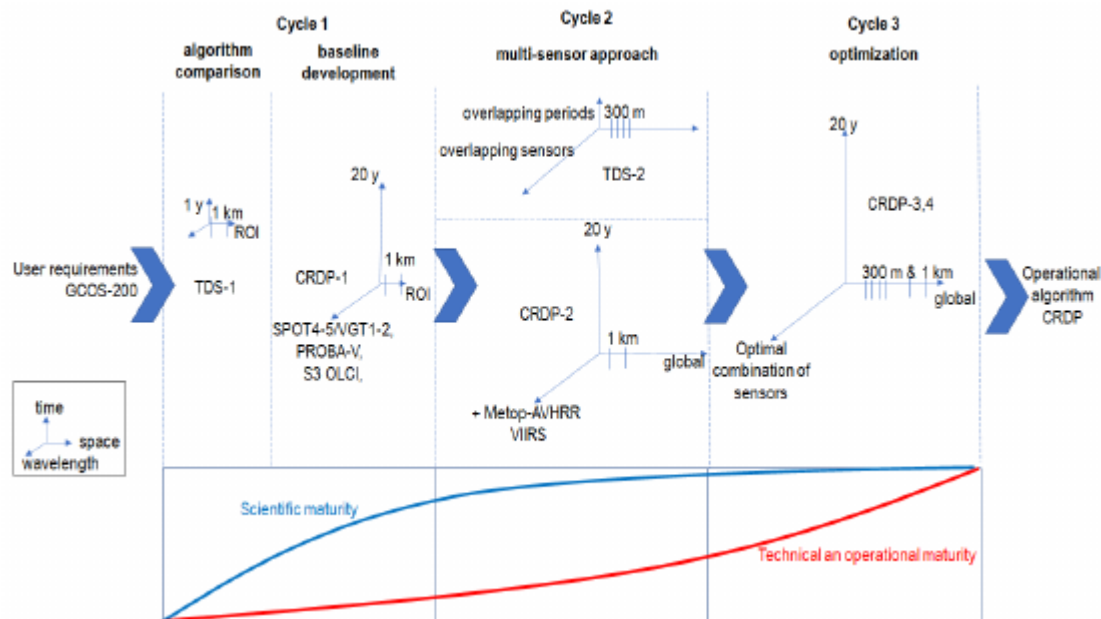 Cycle 1
algorithm
comparison
baseline
development
Cycle 2
multi-sensor approach
Cycle 3
optimization
User requirements
GCOS-200
1 y
1 km
ROI
TDS-1
20 y
1 km
ROI
CRDP-1
SPOT4-5/VGT1-2,
PROBA-V,
S3 OLCI,
overlapping periods
300 m
overlapping sensors
TDS-2
20 y
CRDP-2
1 km
global
+ Metop-AVHRR
VIIRS
20 y
CRDP-3,4
300 m & 1 km
global
Optimal
combination of
sensors
Operational
algorithm
CRDP
time
space
wavelength
Scientific maturity
Technical an operational maturity